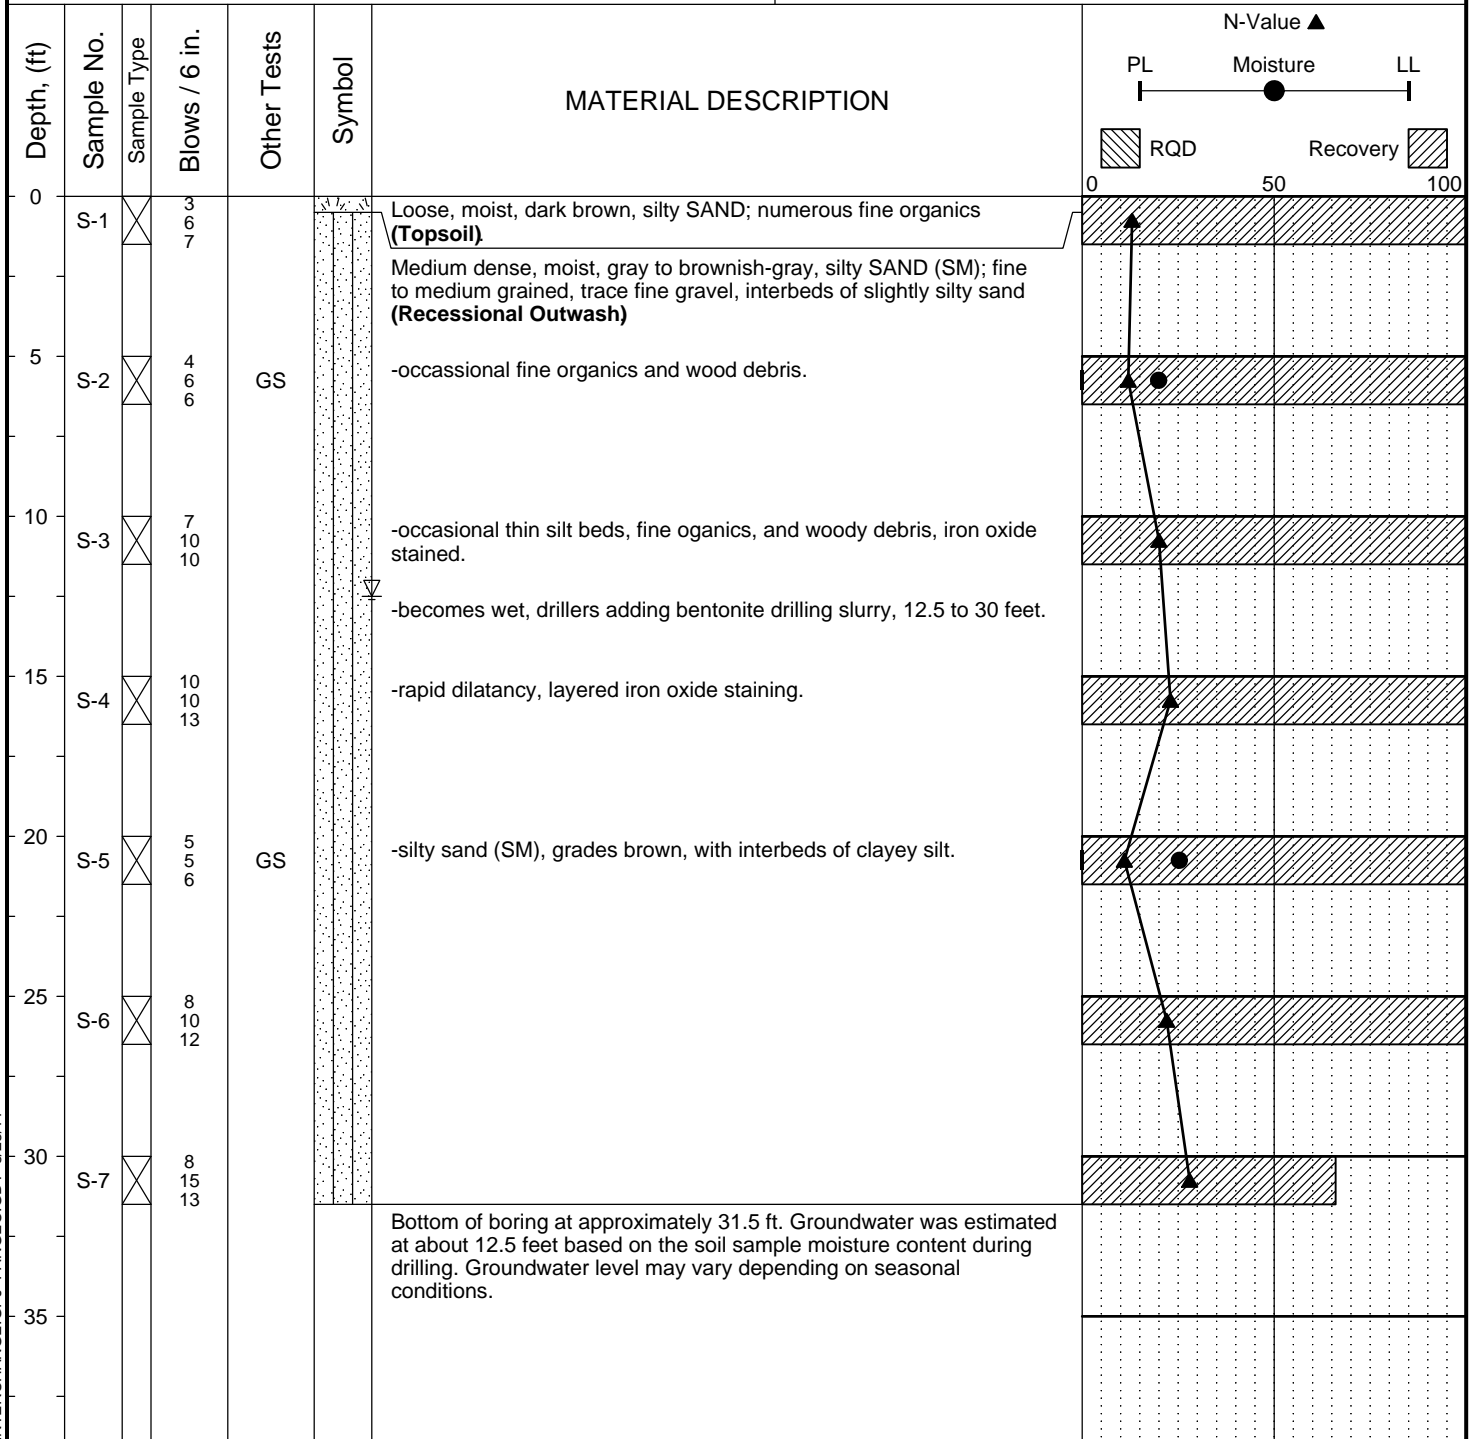 Depth, (ft)
Sample No.
Sample Type
Blows / 6 in.
Other Tests
Symbol
MATERIAL DESCRIPTION
N-Value ▲
PL Moisture LL
RQD Recovery
0 50 100
0
S-1
3
6
7
Loose, moist, dark brown, silty SAND; numerous fine organics
(Topsoil).
Medium dense, moist, gray to brownish-gray, silty SAND (SM); fine
to medium grained, trace fine gravel, interbeds of slightly silty sand
(Recessional Outwash)
5
S-2
4
6
6
GS
-occassional fine organics and wood debris.
10
S-3
7
10
10
-occasional thin silt beds, fine oganics, and woody debris, iron oxide
stained.
-becomes wet, drillers adding bentonite drilling slurry, 12.5 to 30 feet.
15
S-4
10
10
13
-rapid dilatancy, layered iron oxide staining.
20
S-5
5
5
6
GS
-silty sand (SM), grades brown, with interbeds of clayey silt.
25
S-6
8
10
12
30
S-7
8
15
13
Bottom of boring at approximately 31.5 ft. Groundwater was estimated
at about 12.5 feet based on the soil sample moisture content during
drilling. Groundwater level may vary depending on seasonal
conditions.
35